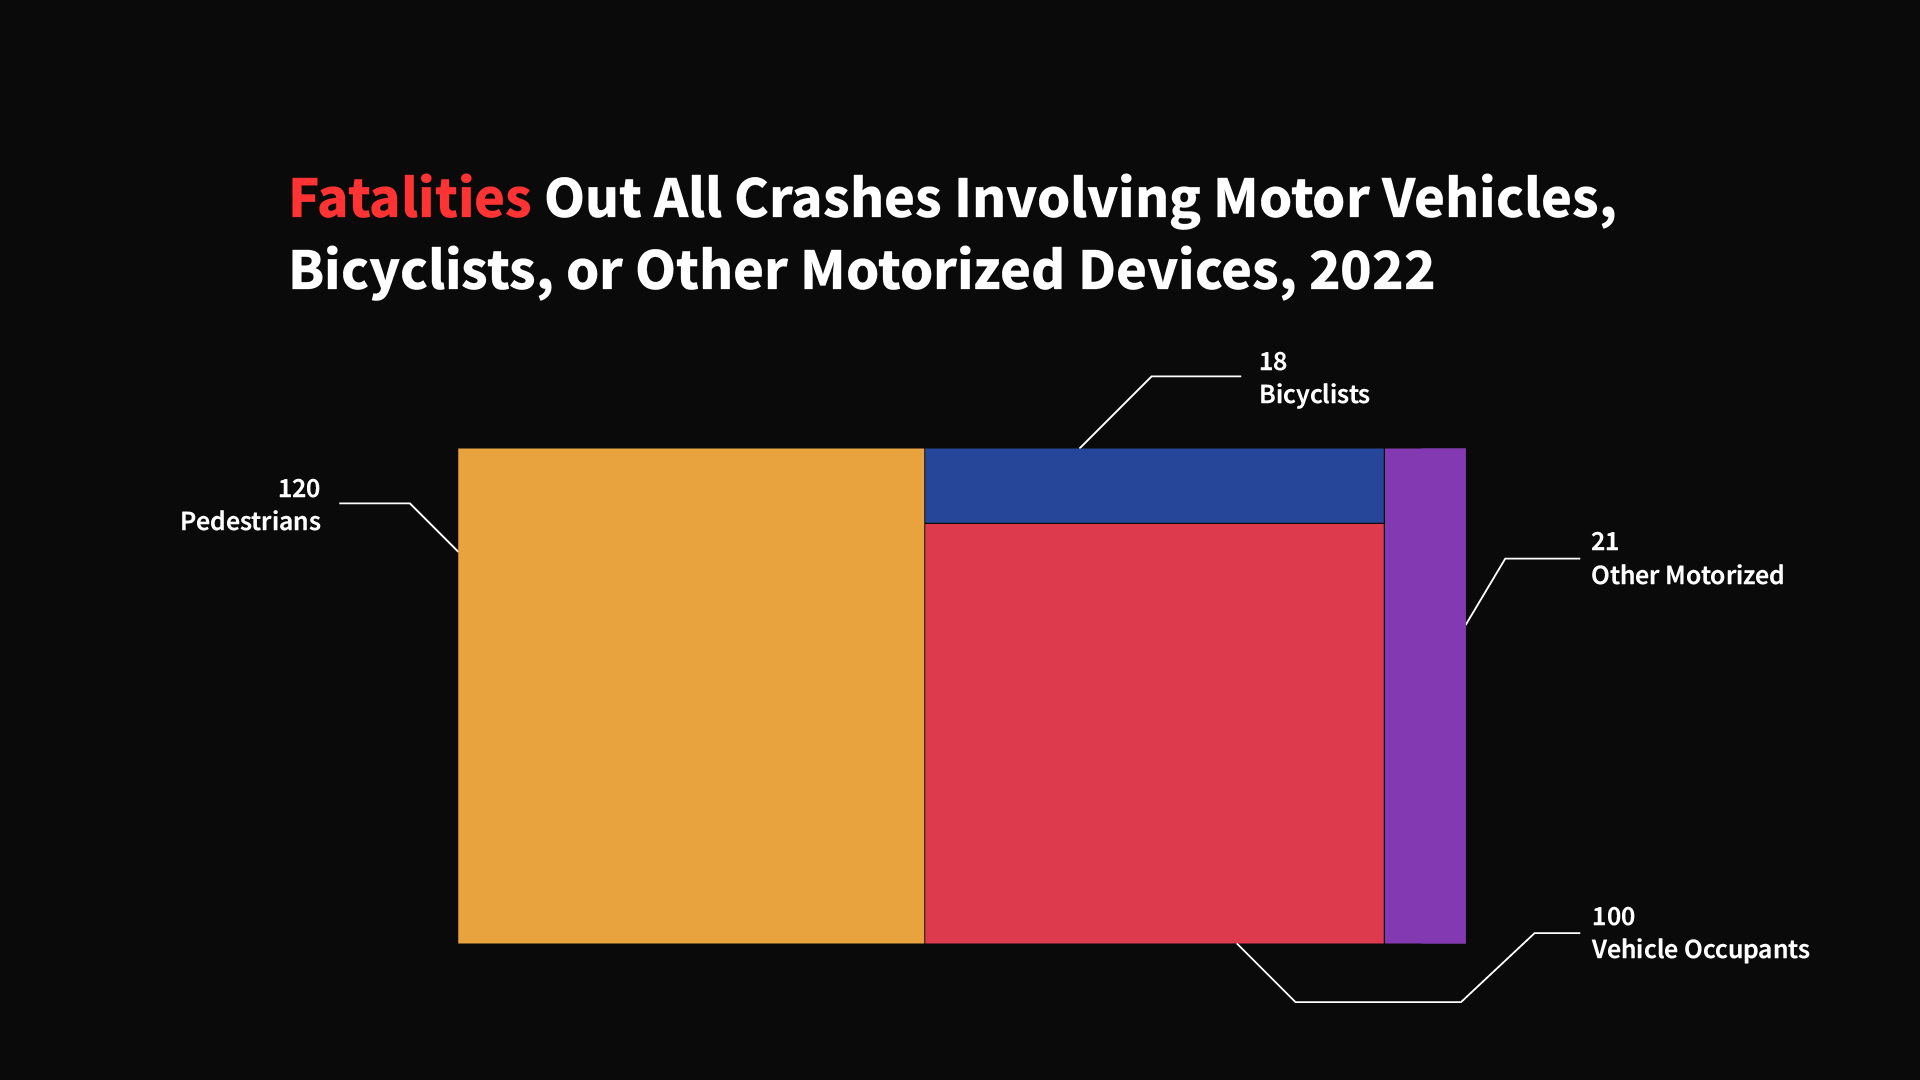 Fatalities Out All Crashes Involving Motor Vehicles,
Bicyclists, or Other Motorized Devices, 2022
18
Bicyclists
120
Pedestrians
21
Other Motorized
100
Vehicle Occupants